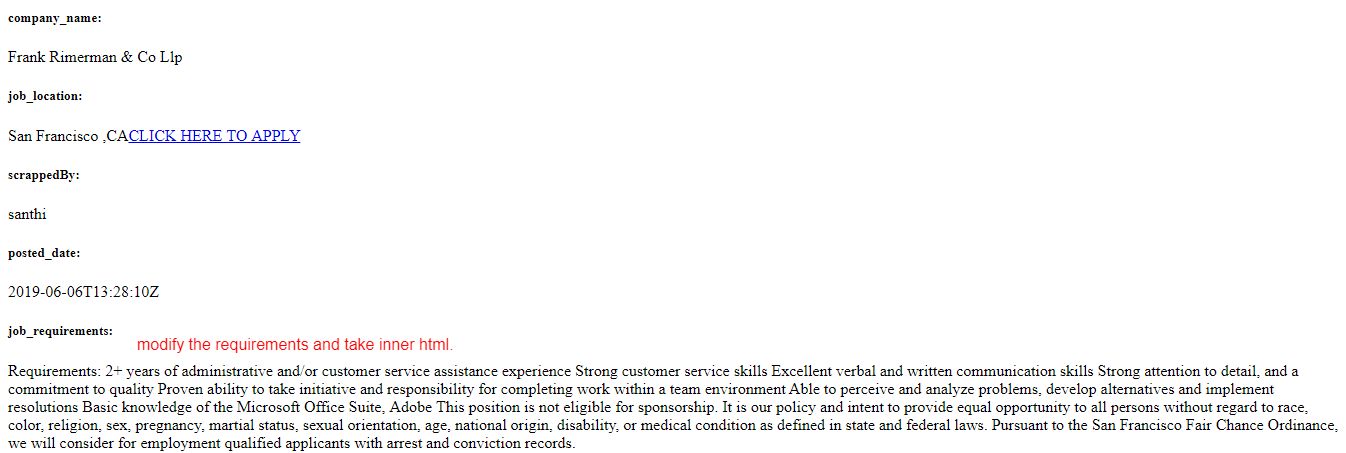 company_name:
Frank Rimerman & Co Llp
job_location:
San Francisco ,CACLICK HERE TO APPLY
scrappedBy:
santhi
posted_date:
2019-06-06T13:28:10Z
job_requirements:
modify the requirements and take inner html.
Requirements: 2+ years of administrative and/or customer service assistance experience Strong customer service skills Excellent verbal and written communication skills Strong attention to detail, and a
commitment to quality Proven ability to take initiative and responsibility for completing work within a team environment Able to perceive and analyze problems, develop alternatives and implement
resolutions Basic knowledge of the Microsoft Office Suite, Adobe This position is not eligible for sponsorship. It is our policy and intent to provide equal opportunity to all persons without regard to race,
color, religion, sex, pregnancy, martial status, sexual orientation, age, national origin, disability, or medical condition as defined in state and federal laws. Pursuant to the San Francisco Fair Chance Ordinance,
we will consider for employment qualified applicants with arrest and conviction records.